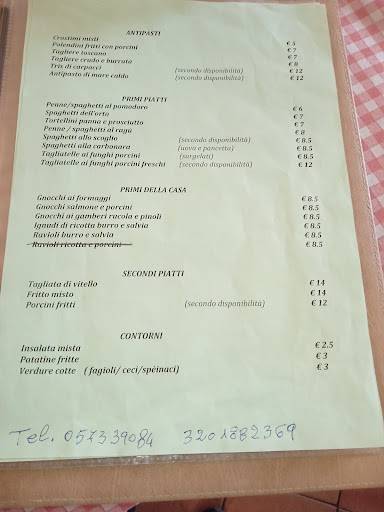 ANTIPASTI
Crostini misti € 5
Polendini fritti con porcini € 7
Tagliere toscano € 7
Tagliere crudo e burrata € 8
Tris di carpacci (secondo disponibilità) € 12
Antipasto di mare caldo (secondo disponibilità) € 12
PRIMI PIATTI
Penne/spaghetti al pomodoro € 6
Spaghetti dell'orto € 7
Tortellini panna e prosciutto € 7
Penne / spaghetti al ragù € 8
Spaghetti allo scoglio (secondo disponibilità) € 8.5
Spaghetti alla carbonara (uova e pancetta) € 8.5
Tagliatelle ai funghi porcini (surgelati) € 8.5
Tagliatelle ai funghi porcini freschi (secondo disponibilità) € 12
PRIMI DELLA CASA
Gnocchi ai formaggi € 8.5
Gnocchi salmone e porcini € 8.5
Gnocchi ai gamberi rucola e pinoli € 8.5
Ignudi di ricotta burro e salvia € 8.5
Ravioli burro e salvia € 8.5
Ravioli ricotta e porcini € 8.5
SECONDI PIATTI
Tagliata di vitello € 14
Fritto misto € 14
Porcini fritti (secondo disponibilità) € 12
CONTORNI
Insalata mista € 2.5
Patatine fritte € 3
Verdure cotte ( fagioli/ ceci/spèinaci) € 3
Tel. 057339084 3201882369